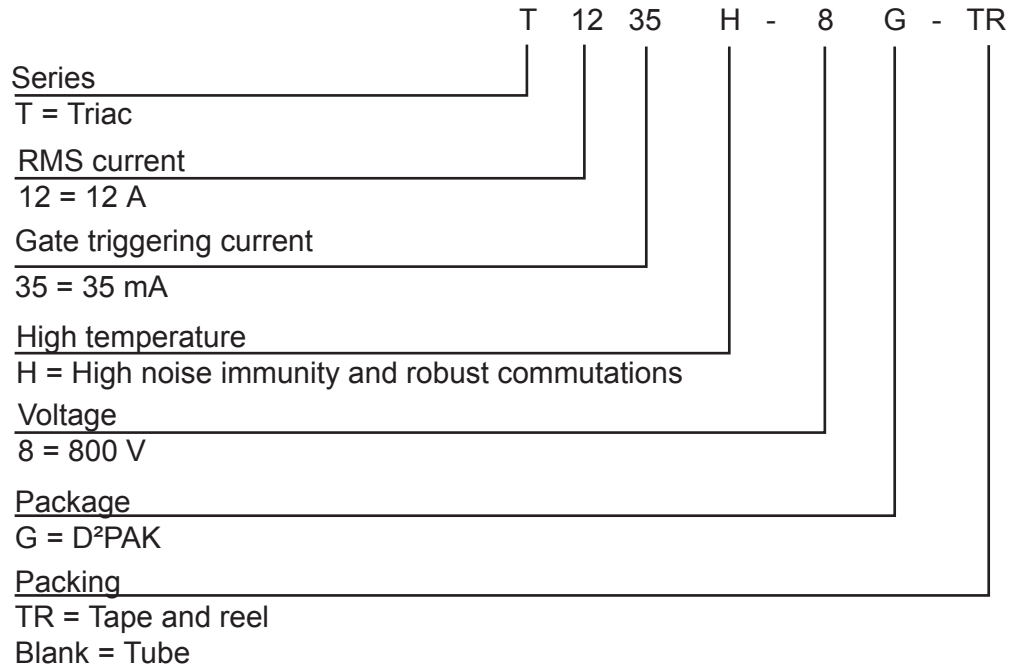 T 12 35 H - 8 G - TR
Series
T = Triac
RMS current
12 = 12 A
Gate triggering current
35 = 35 mA
High temperature
H = High noise immunity and robust commutations
Voltage
8 = 800 V
Package
G = D²PAK
Packing
TR = Tape and reel
Blank = Tube